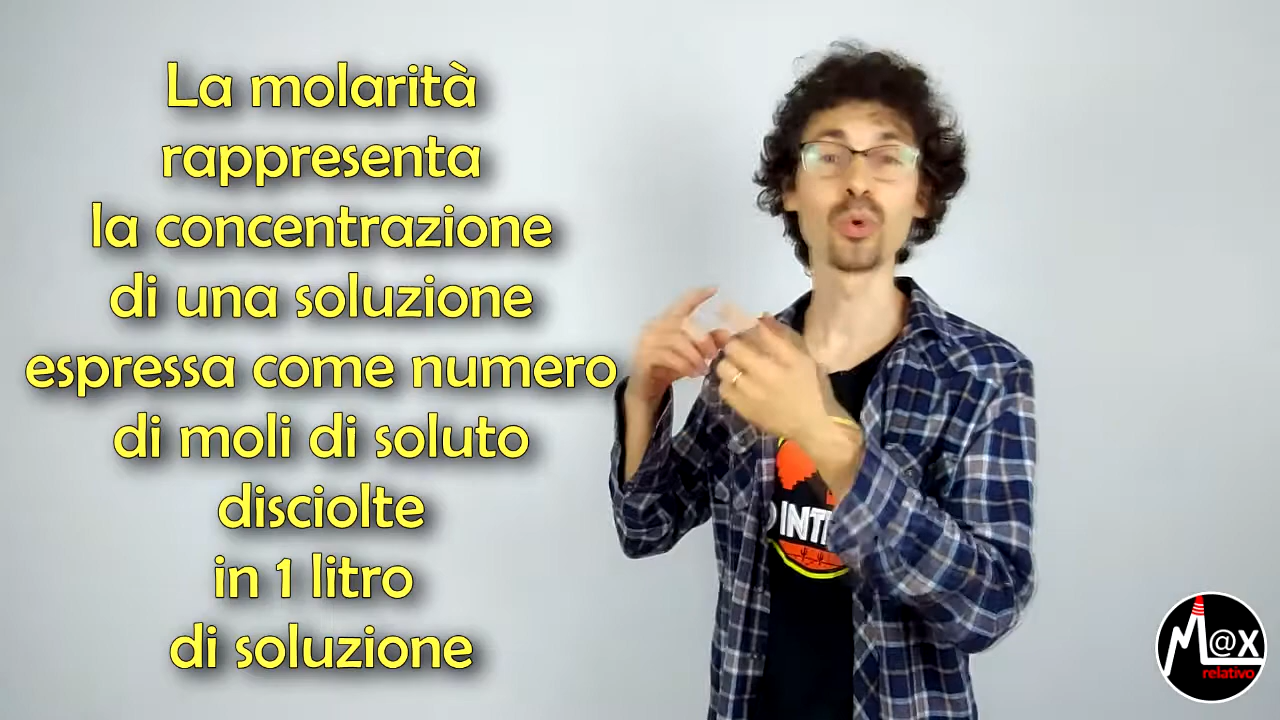 La molarità
rappresenta
la concentrazione
di una soluzione
espressa come numero
di moli di soluto
disciolte
in 1 litro
di soluzione
M@x
relativo